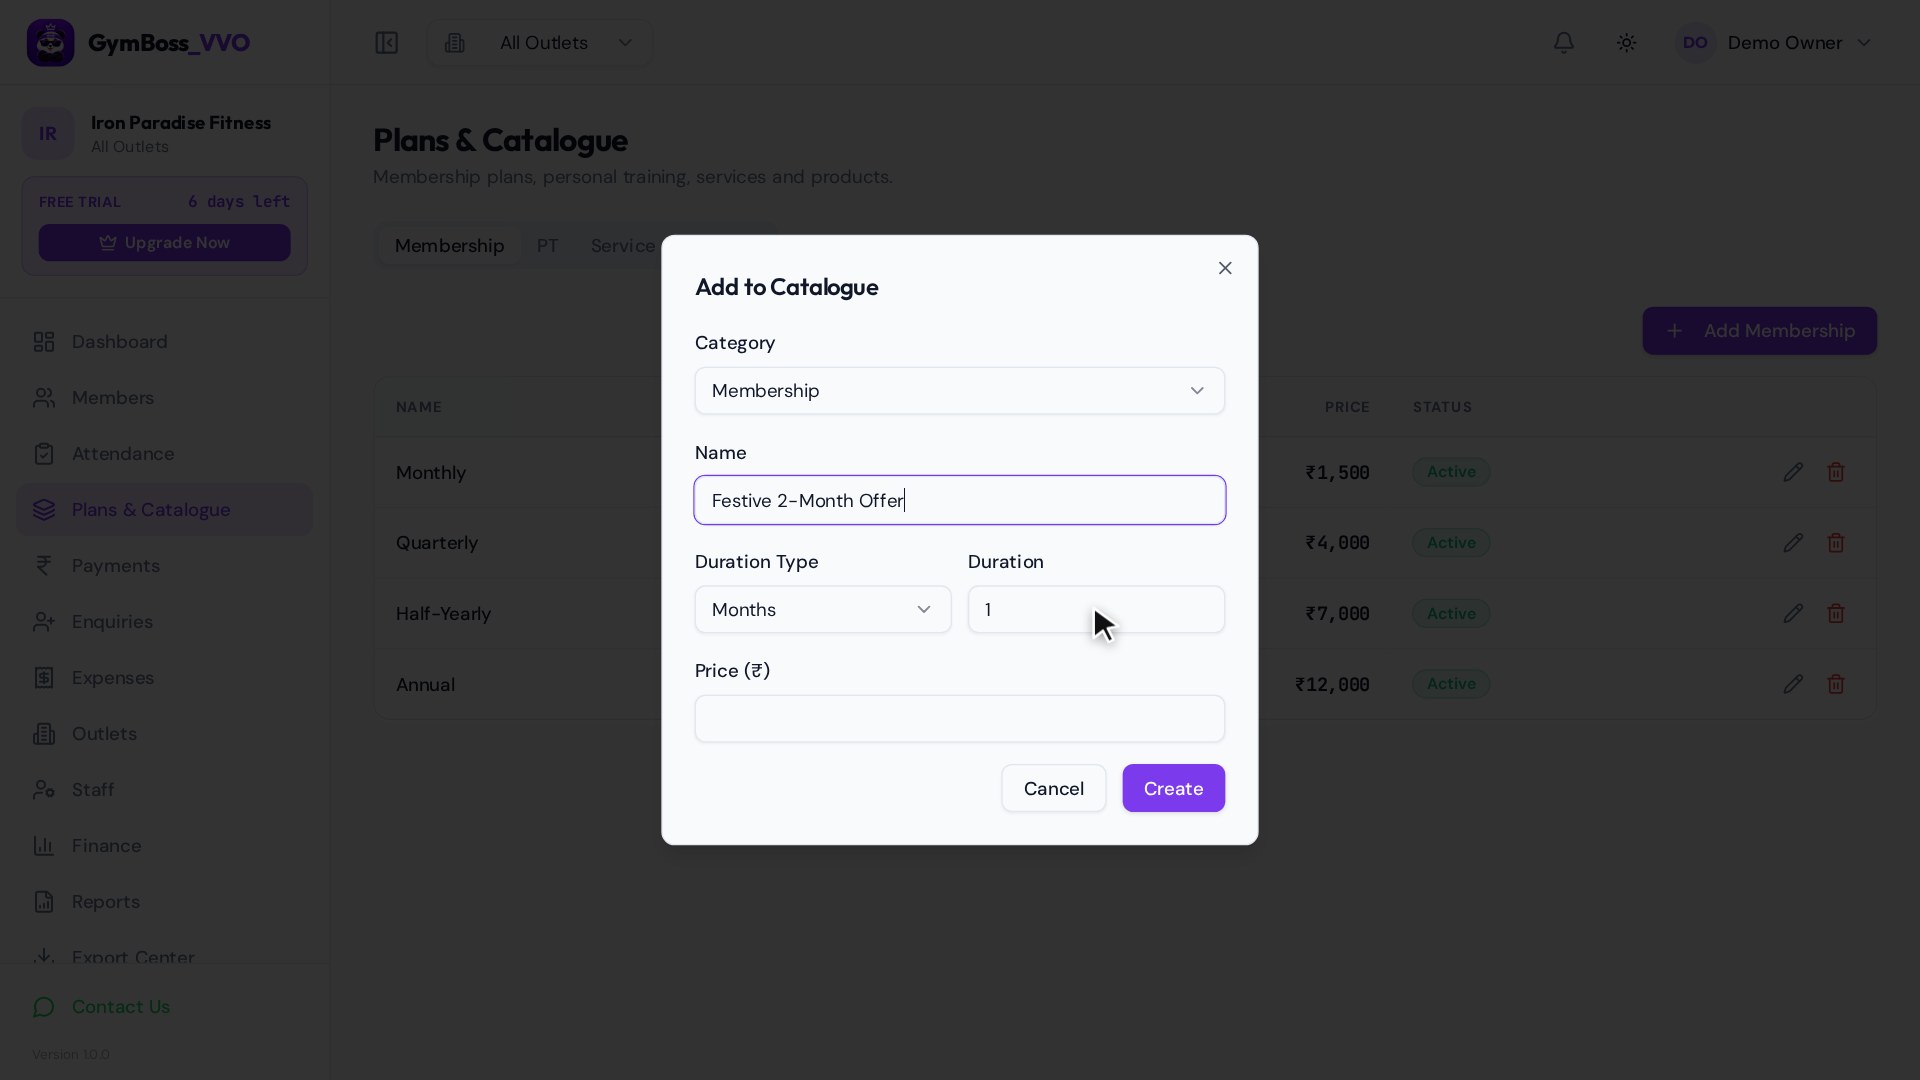 GymBoss_VVO
All Outlets
DO
Demo Owner
IR
Iron Paradise Fitness
All Outlets
FREE TRIAL
6 days left
Upgrade Now
Dashboard
Members
Attendance
Plans & Catalogue
Payments
Enquiries
Expenses
Outlets
Staff
Finance
Reports
Export Center
Contact Us
Version 1.0.0
Plans & Catalogue
Membership plans, personal training, services and products.
Membership
PT
Service
Add Membership
NAME
PRICE
STATUS
Monthly
₹1,500
Active
Quarterly
₹4,000
Active
Half-Yearly
₹7,000
Active
Annual
₹12,000
Active
Add to Catalogue
Category
Membership
Name
Festive 2-Month Offer
Duration Type
Duration
Months
1
Price (₹)
Cancel
Create